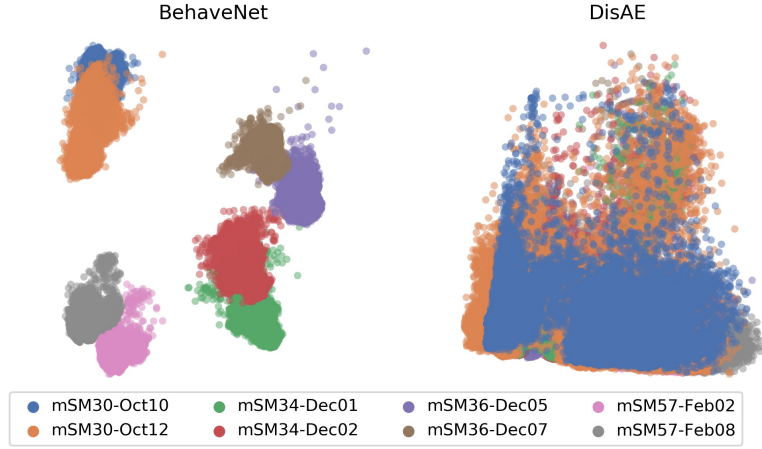 BehaveNet DisAE
mSM30-Oct10 mSM34-Dec01 mSM36-Dec05 mSM57-Feb02
mSM30-Oct12 mSM34-Dec02 mSM36-Dec07 mSM57-Feb08